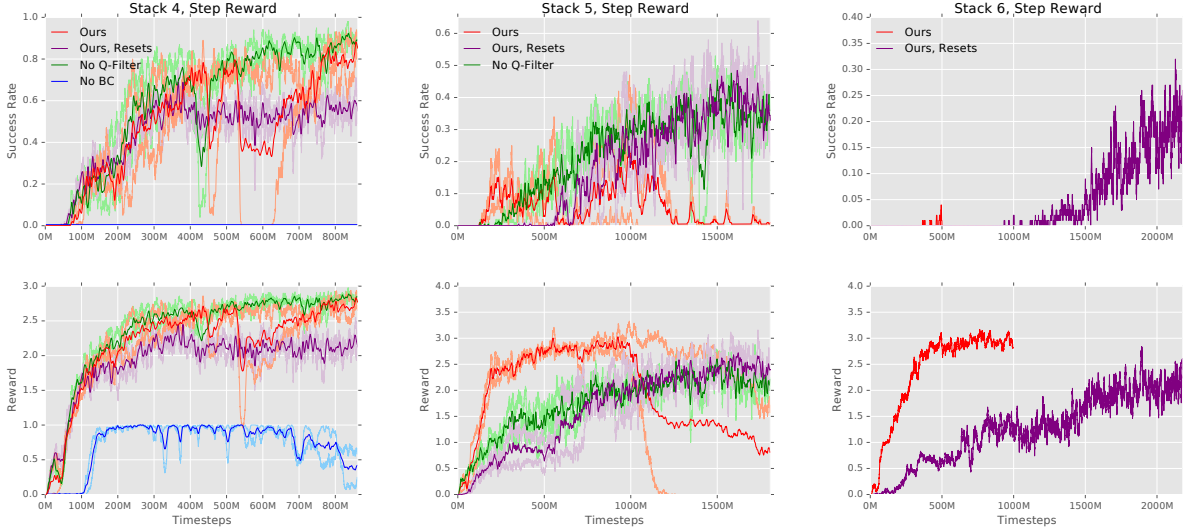 Stack 4, Step Reward
Success Rate
1.0
0.8
0.6
0.4
0.2
0.0
Ours
Ours, Resets
No Q-Filter
No BC
0M 100M 200M 300M 400M 500M 600M 700M 800M
Stack 5, Step Reward
Success Rate
0.6
0.5
0.4
0.3
0.2
0.1
0.0
Ours
Ours, Resets
No Q-Filter
0M 500M 1000M 1500M
Stack 6, Step Reward
Success Rate
0.40
0.35
0.30
0.25
0.20
0.15
0.10
0.05
0.00
Ours
Ours, Resets
0M 500M 1000M 1500M 2000M
Reward
3.0
2.5
2.0
1.5
1.0
0.5
0.0
0M 100M 200M 300M 400M 500M 600M 700M 800M
Timesteps
Reward
4.0
3.5
3.0
2.5
2.0
1.5
1.0
0.5
0.0
0M 500M 1000M 1500M
Timesteps
Reward
4.0
3.5
3.0
2.5
2.0
1.5
1.0
0.5
0.0
0M 500M 1000M 1500M 2000M
Timesteps